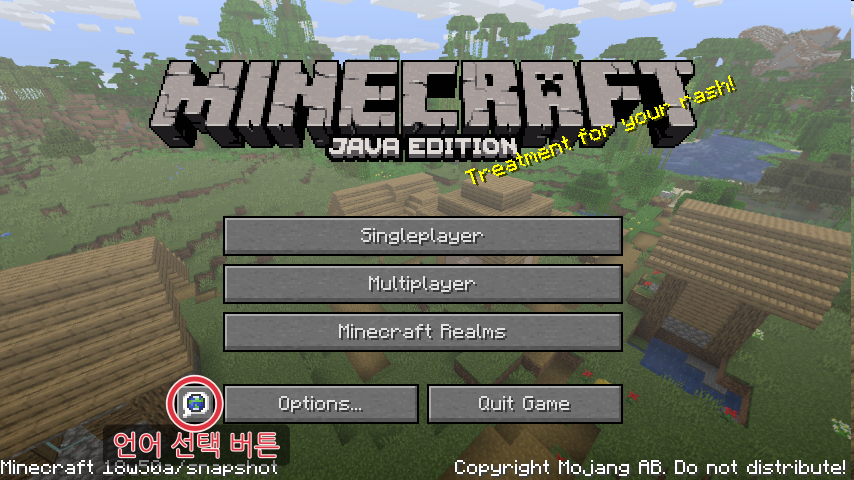 MINECRAFT
JAVA EDITION
Treatment for your rash!
Singleplayer
Multiplayer
Minecraft Realms
Options...
Quit Game
언어 선택 버튼
Minecraft 18w50a/snapshot
Copyright Mojang AB. Do not distribute!